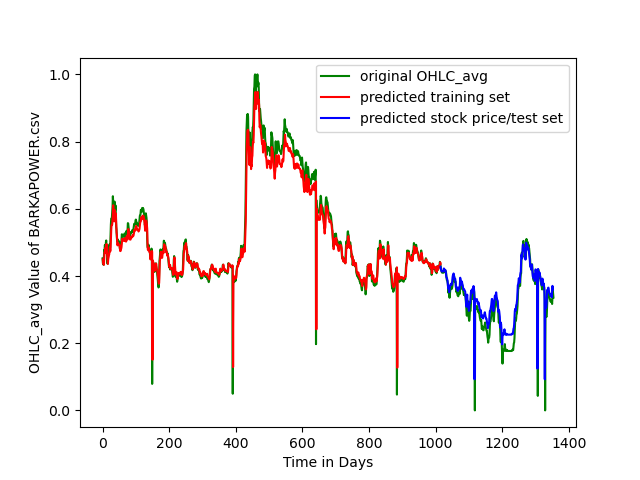 original OHLC_avg
predicted training set
predicted stock price/test set
OHLC_avg Value of BARKAPOWER.csv
1.0
0.8
0.6
0.4
0.2
0.0
0 200 400 600 800 1000 1200 1400
Time in Days